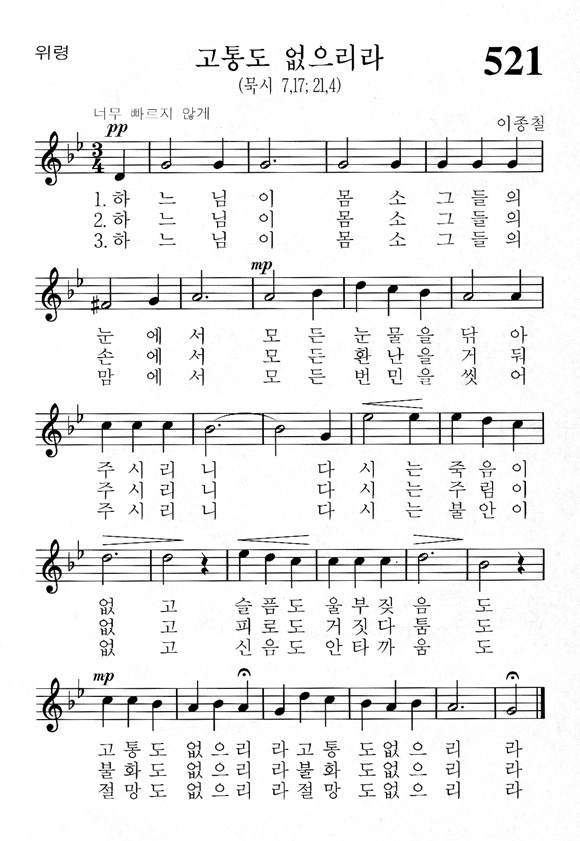 위령
고통도 없으리라
521
(묵시 7,17; 21,4)
너무 빠르지 않게
이종철
pp
3
4
1.하 느 님 이 몸 소 그 들 의
2.하 느 님 이 몸 소 그 들 의
3.하 느 님 이 몸 소 그 들 의
mp
눈 에 서 모 든 눈 물 을 닦 아
손 에 서 모 든 환 난 을 거 둬
맘 에 서 모 든 번 민 을 씻 어
주 시 리 니 다 시 는 죽 음 이
주 시 리 니 다 시 는 주 림 이
주 시 리 니 다 시 는 불 안 이
없 고 슬 픔 도 울 부 짖 음 도
없 고 피 로 도 거 짓 다 툼 도
없 고 신 음 도 안 타 까 움 도
mp
고 통 도 없 으 리 라 고 통 도 없 으 리 라
불 화 도 없 으 리 라 불 화 도 없 으 리 라
절 망 도 없 으 리 라 절 망 도 없 으 리 라